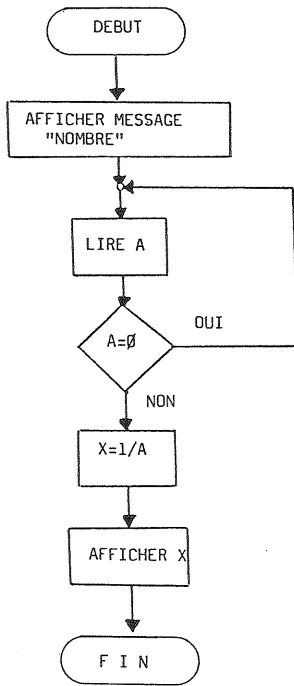 DEBUT
AFFICHER MESSAGE
"NOMBRE"
LIRE A
A=Ø
OUI
NON
X=1/A
AFFICHER X
F I N